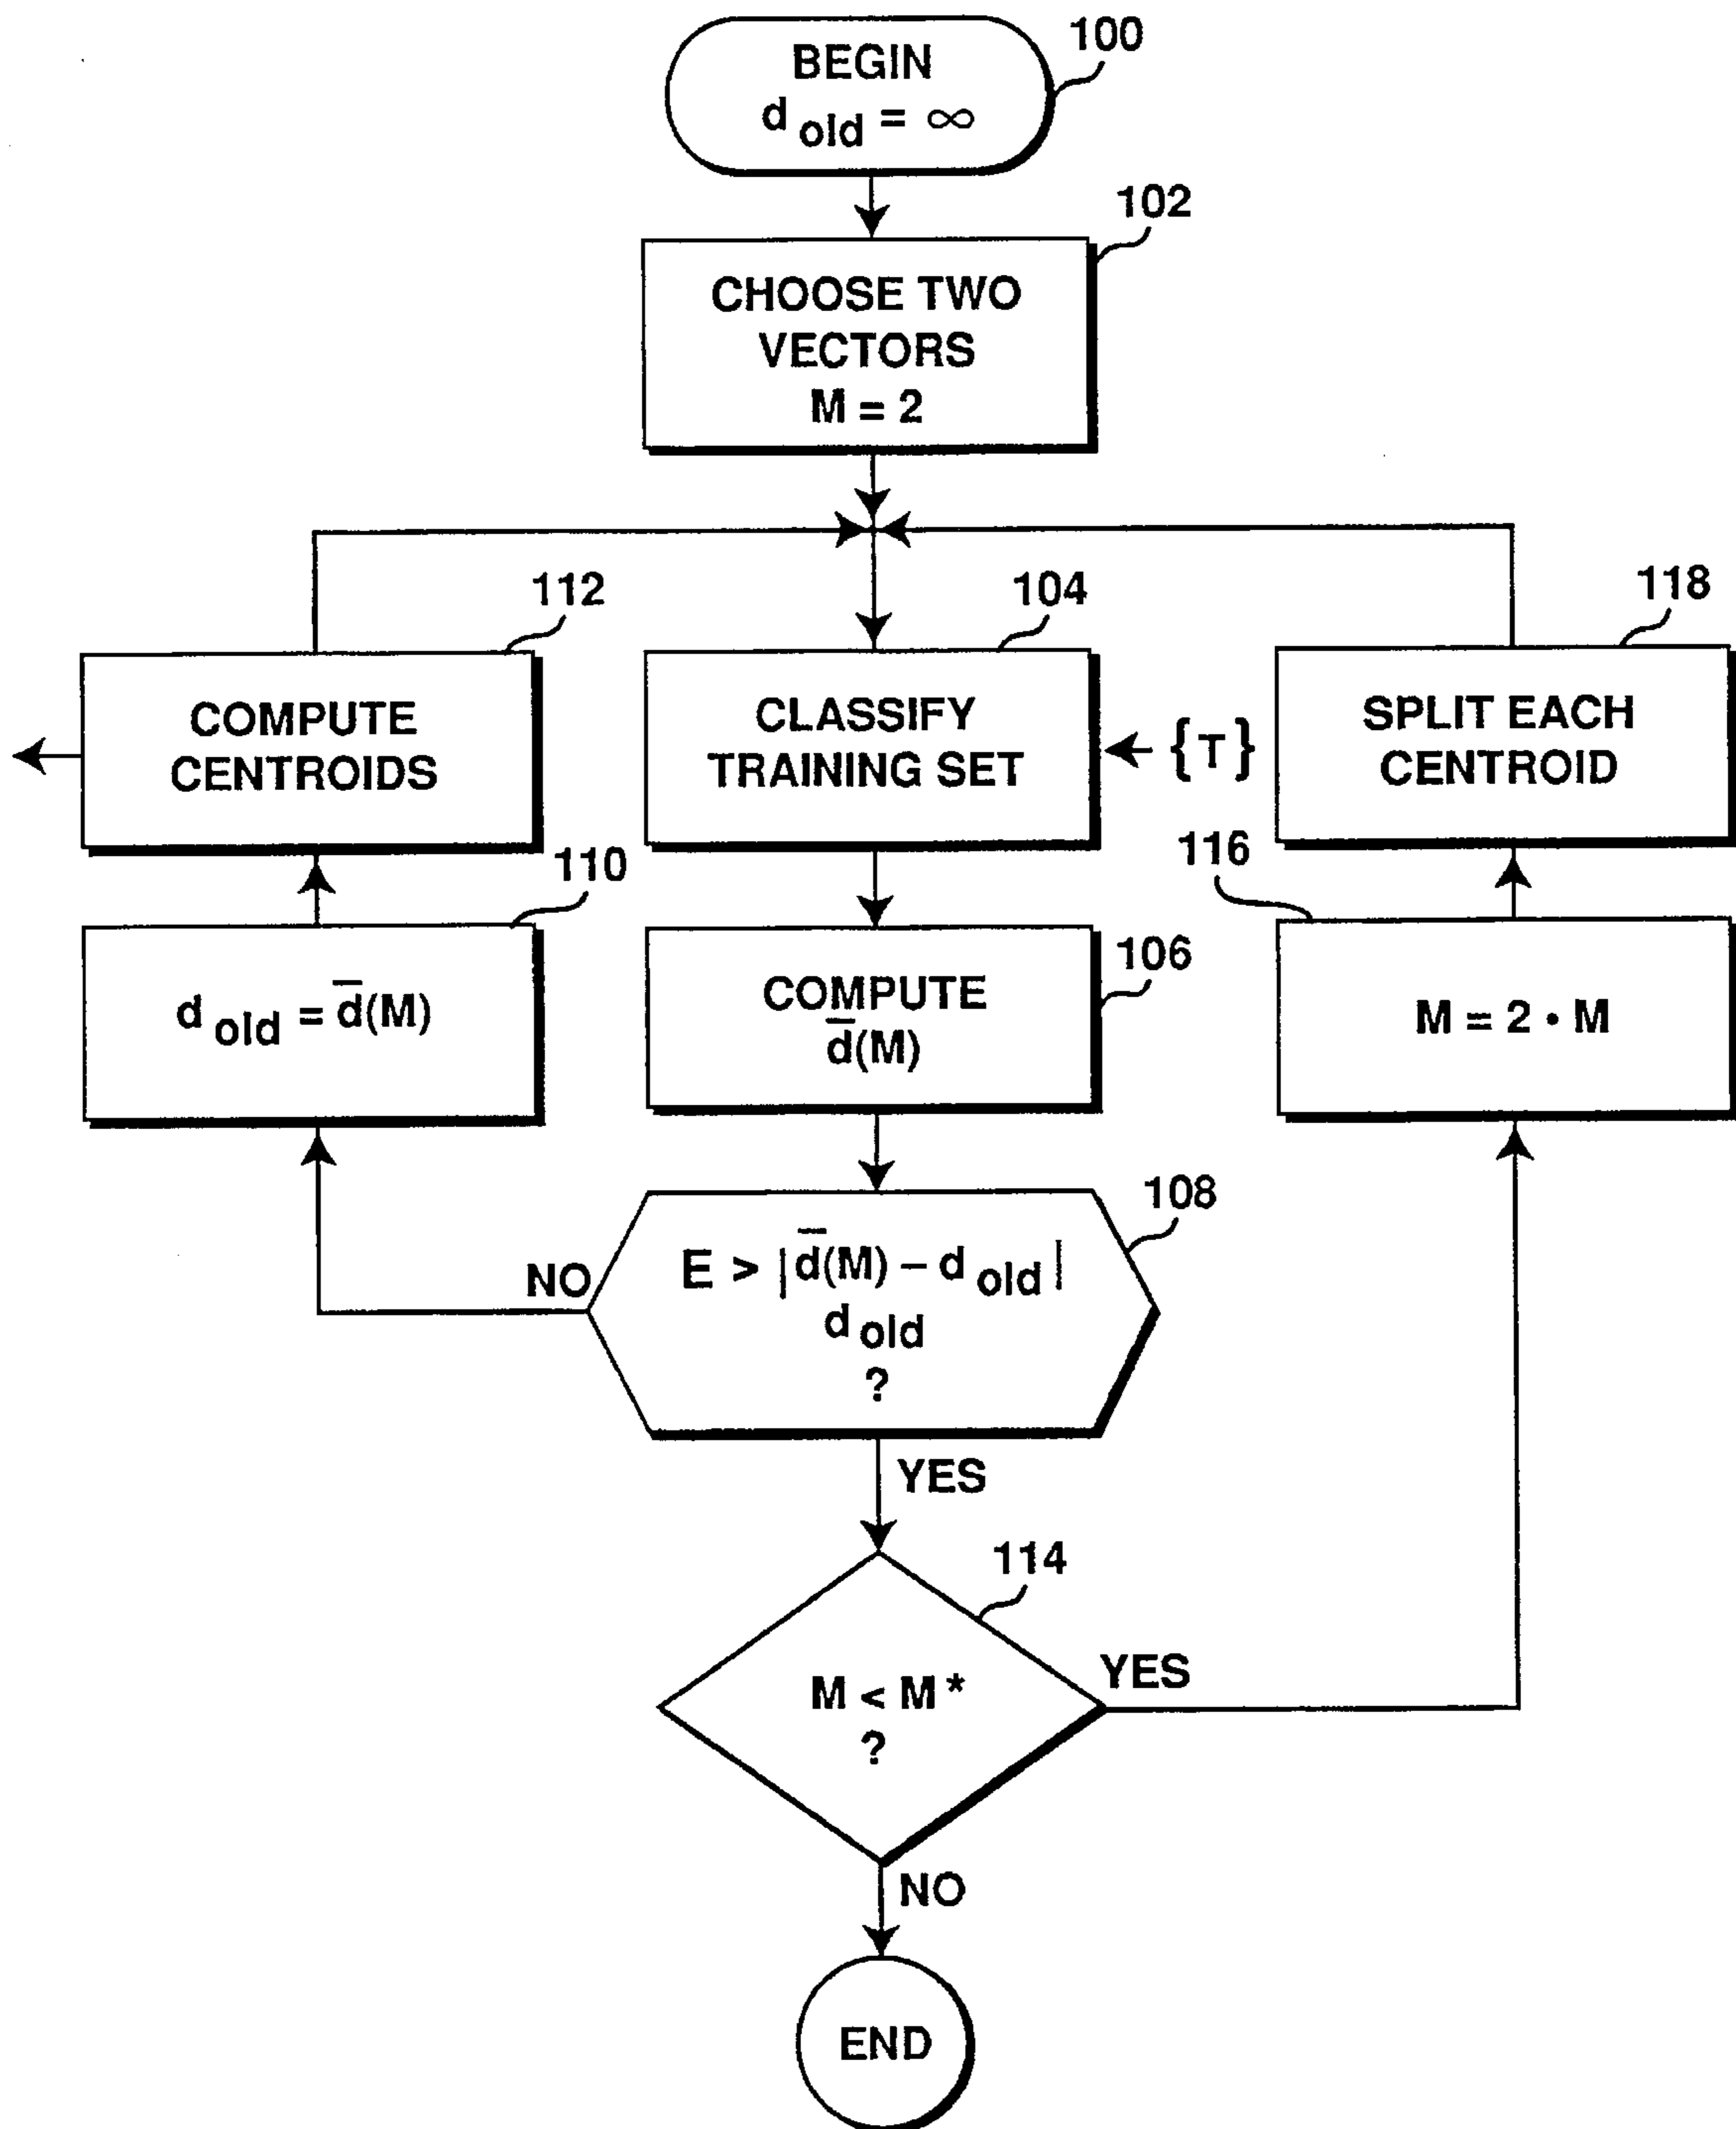 100
BEGIN
d old = ∞
102
CHOOSE TWO
VECTORS
M = 2
112
104
118
COMPUTE
CENTROIDS
CLASSIFY
TRAINING SET
{T}
SPLIT EACH
CENTROID
110
116
d old = d̅(M)
106
COMPUTE
d̅(M)
M = 2 • M
108
NO
E > | d̅(M) – d old |
d old
?
YES
114
M < M*
?
YES
NO
END